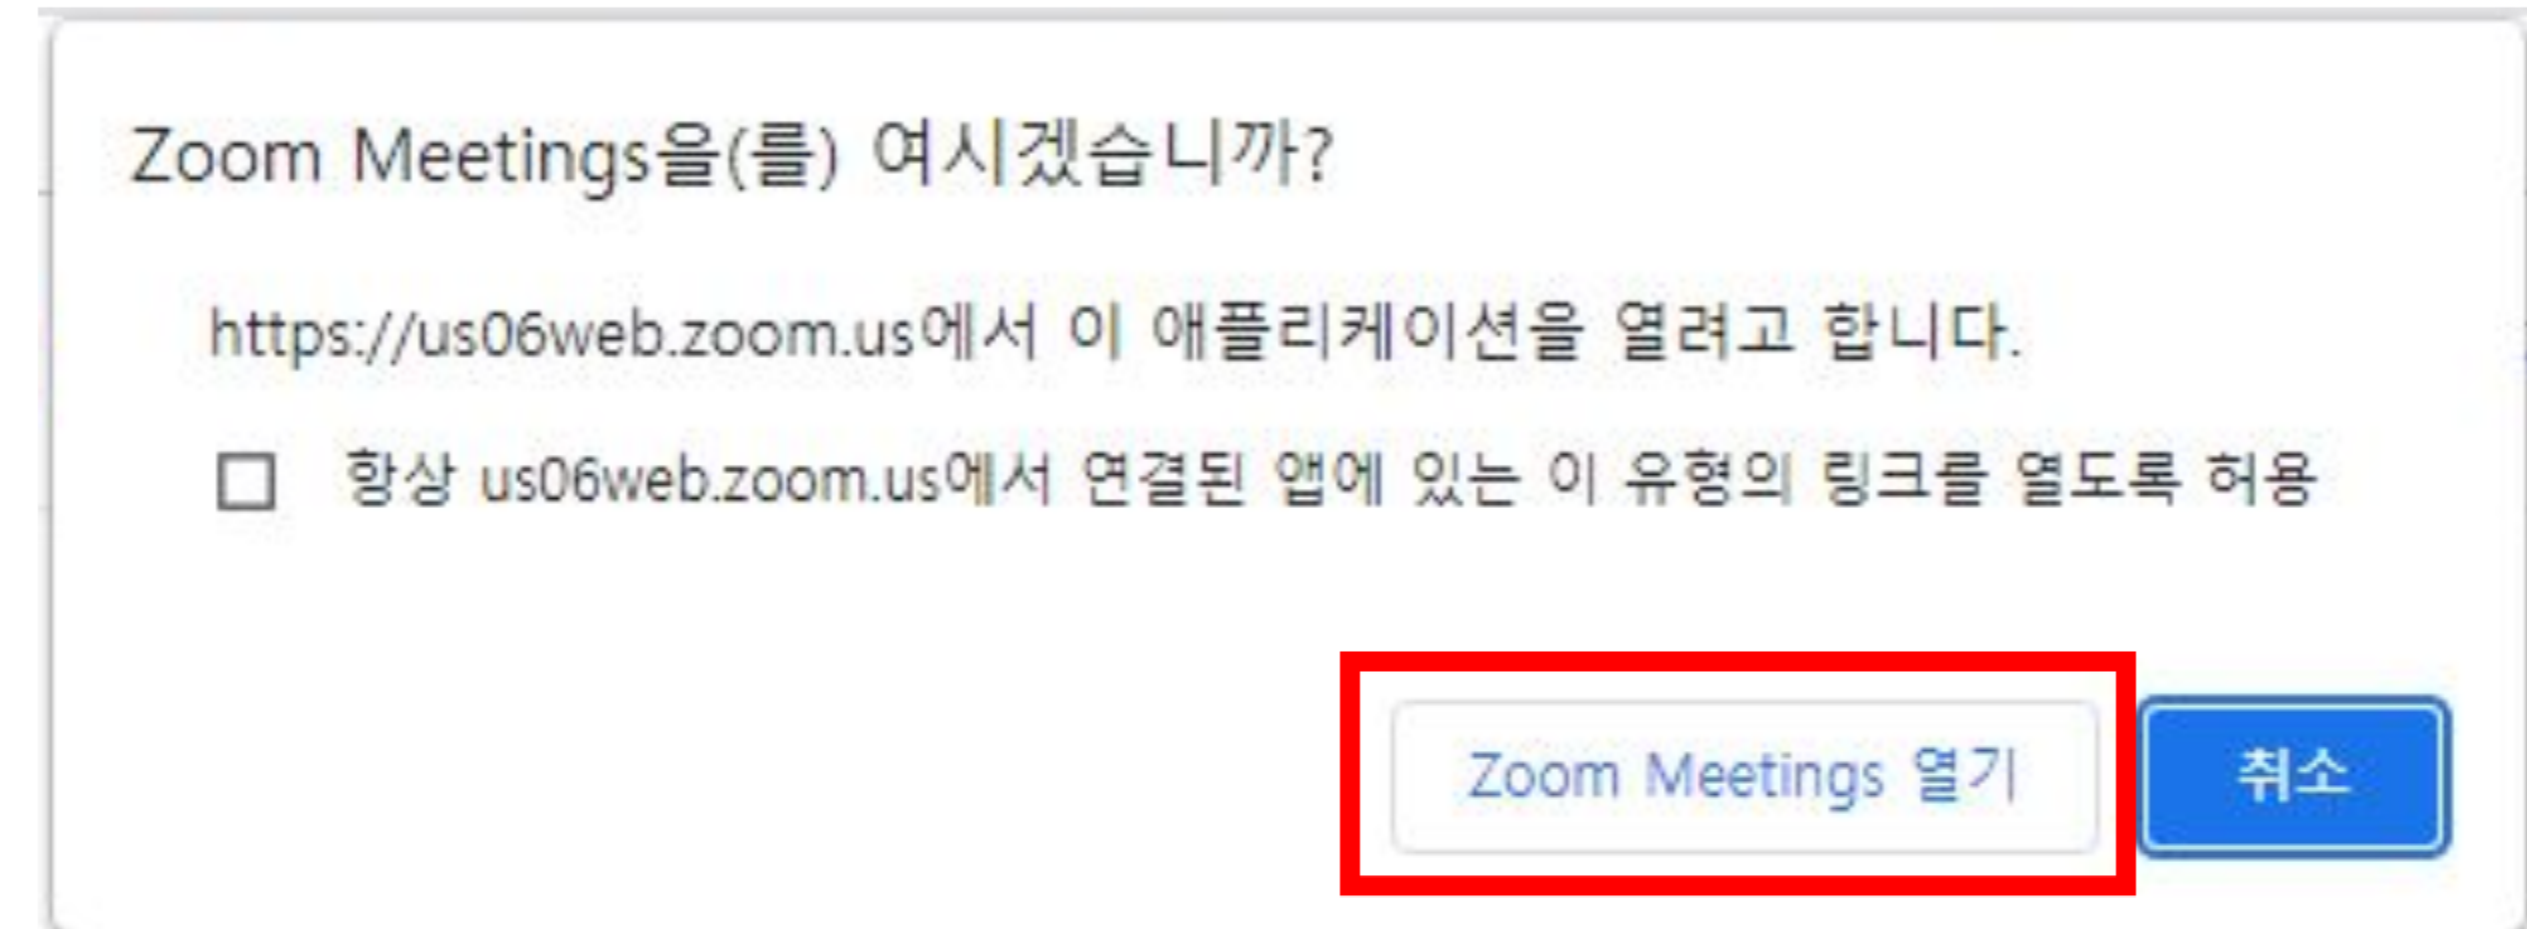 Zoom Meetings을(를) 여시겠습니까?
https://us06web.zoom.us에서 이 애플리케이션을 열려고 합니다.
항상 us06web.zoom.us에서 연결된 앱에 있는 이 유형의 링크를 열도록 허용
Zoom Meetings 열기 취소